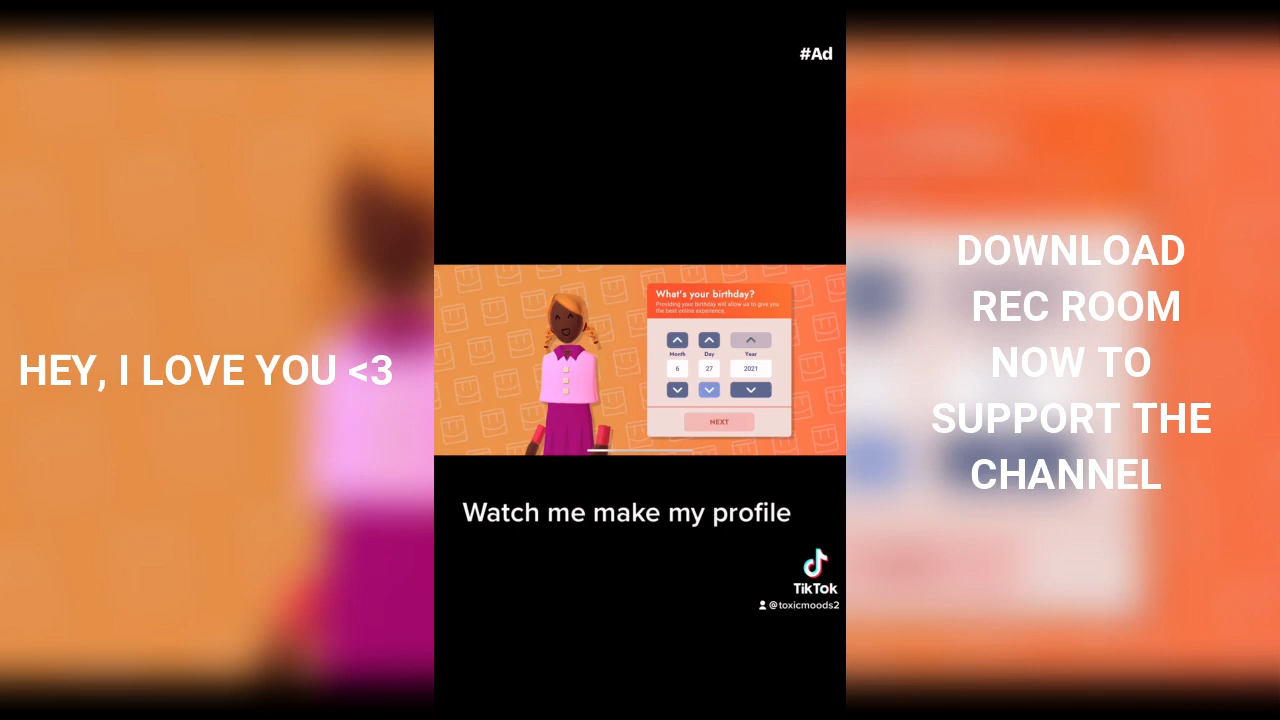 #Ad
HEY, I LOVE YOU <3
What's your birthday?
Providing your birthday will allow us to give you
the best online experience.
Month Day Year
6 27 2021
NEXT
Watch me make my profile
TikTok
@toxicmoods2
DOWNLOAD
REC ROOM
NOW TO
SUPPORT THE
CHANNEL